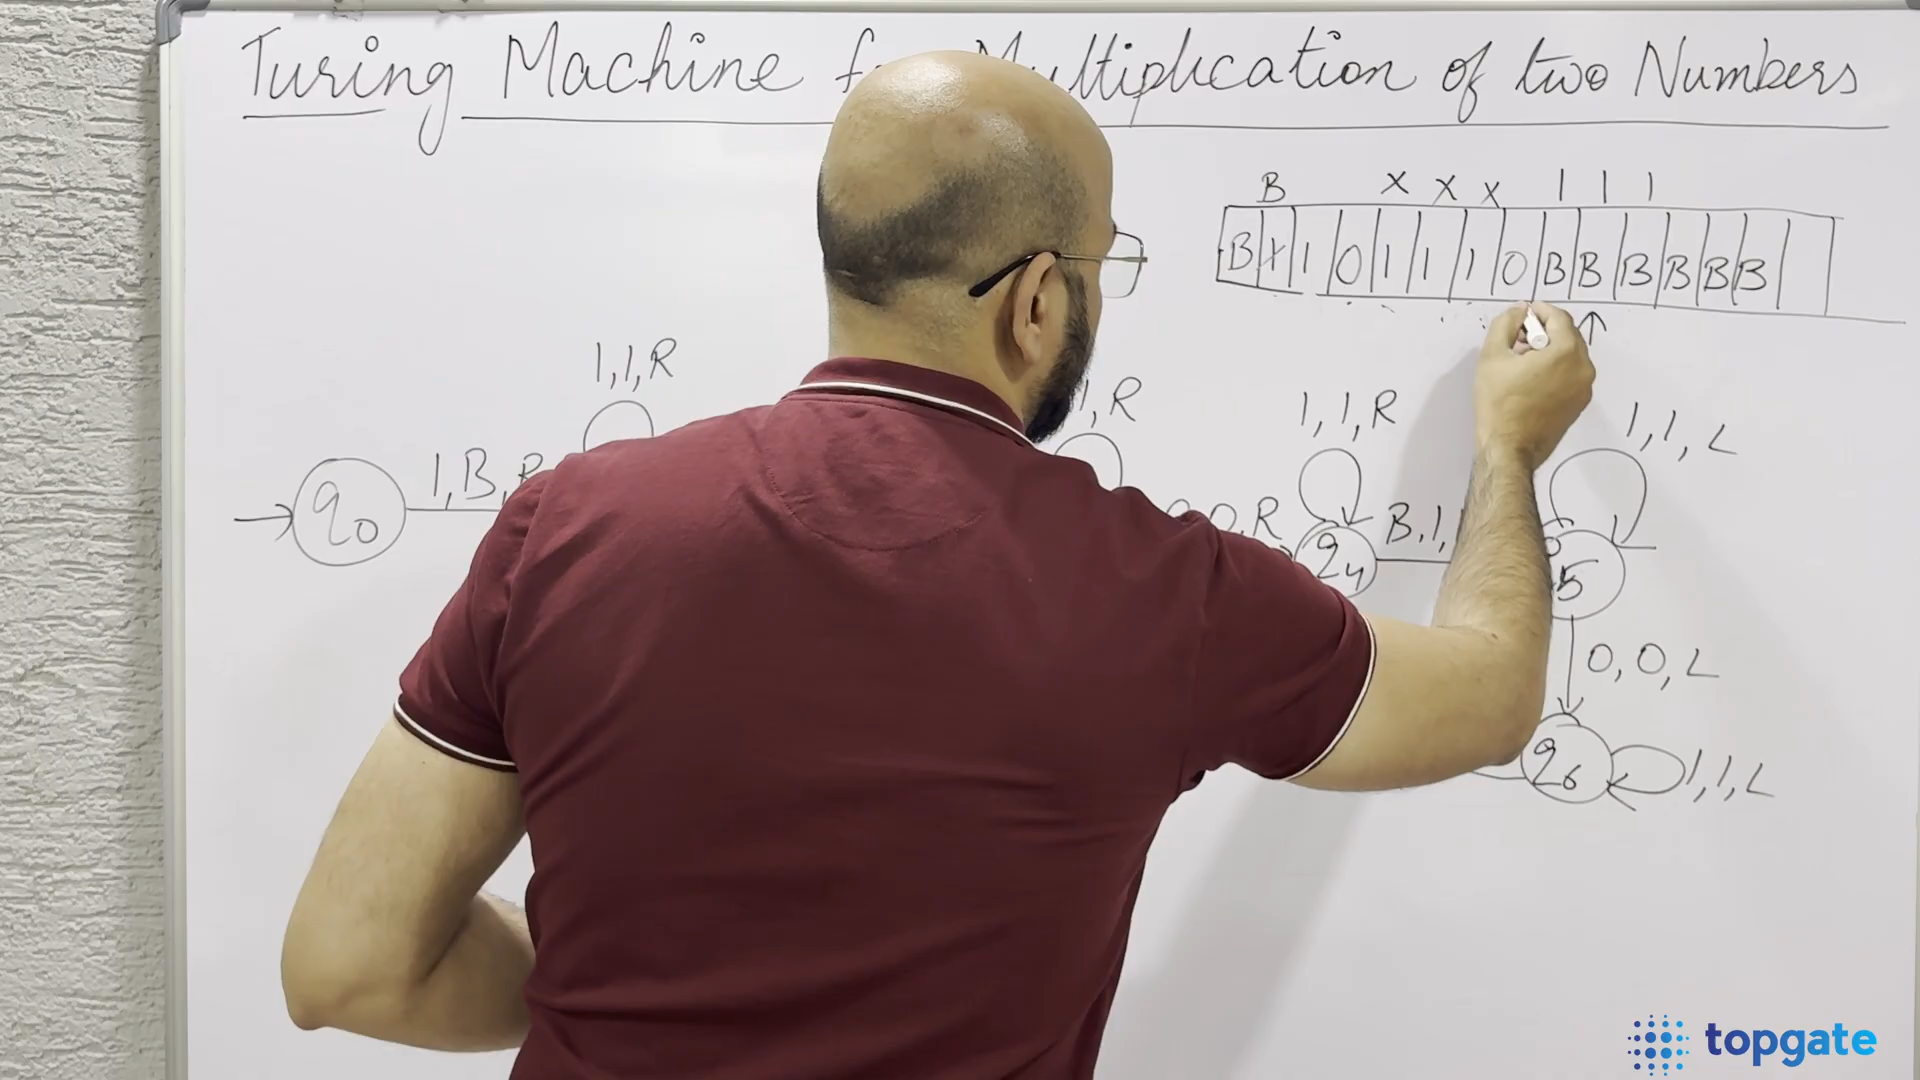 Turing Machine Multiplication of two Numbers
B X X X 1 1 1
B 1 1 0 1 1 1 0 B B B B B B
1,1,R
1,R
1,1,R
1,1,L
q0
1,B,R
0,R
q4
B,1,
5
0,0,L
q6
1,1,L
topgate